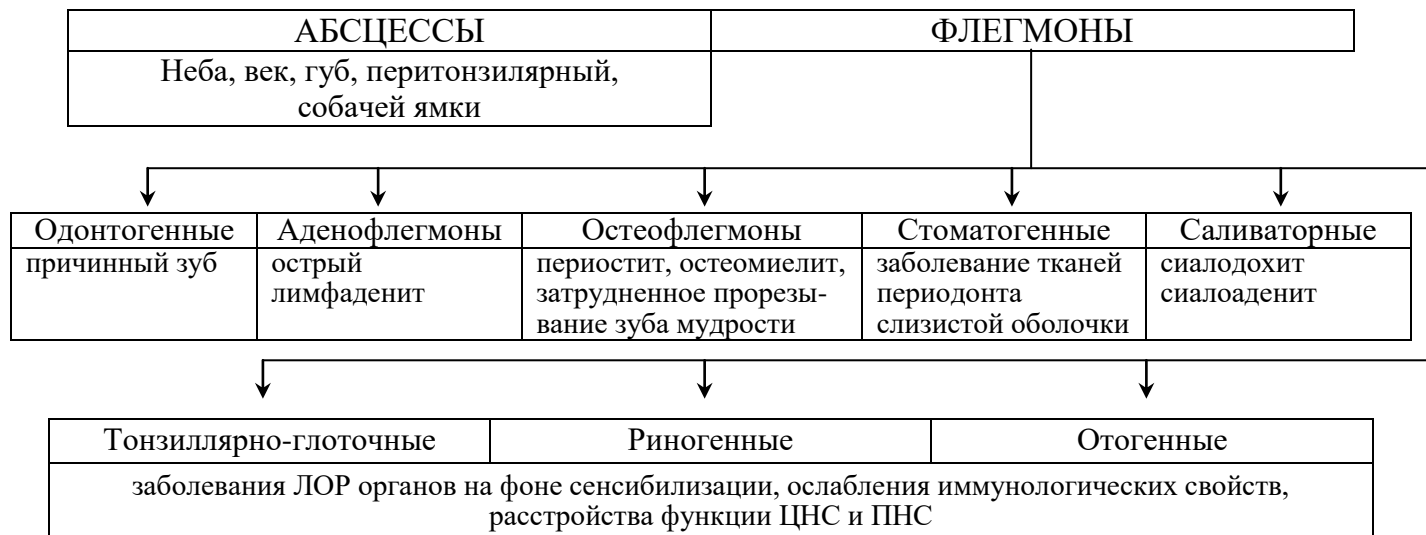 АБСЦЕССЫ
ФЛЕГМОНЫ
Неба, век, губ, перитонзилярный,
собачей ямки
Одонтогенные
причинный зуб
Аденофлегмоны
острый
лимфаденит
Остеофлегмоны
периостит, остеомиелит,
затрудненное прорезы-
вание зуба мудрости
Стоматогенные
заболевание тканей
периодонта
слизистой оболочки
Саливаторные
сиалодохит
сиалоаденит
Тонзиллярно-глоточные
Риногенные
Отогенные
заболевания ЛОР органов на фоне сенсибилизации, ослабления иммунологических свойств,
расстройства функции ЦНС и ПНС